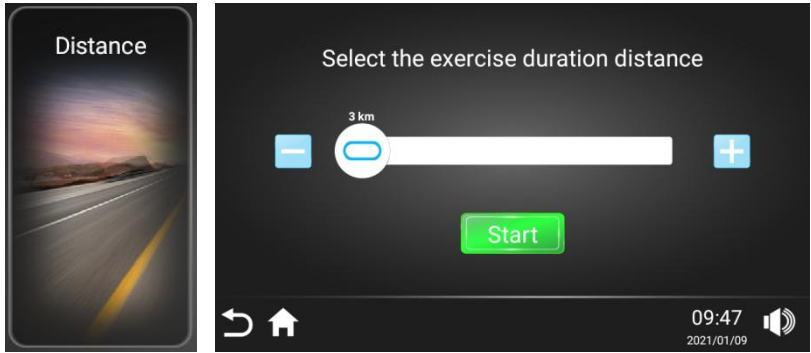 Distance
Select the exercise duration distance
3 km
Start
09:47
2021/01/09